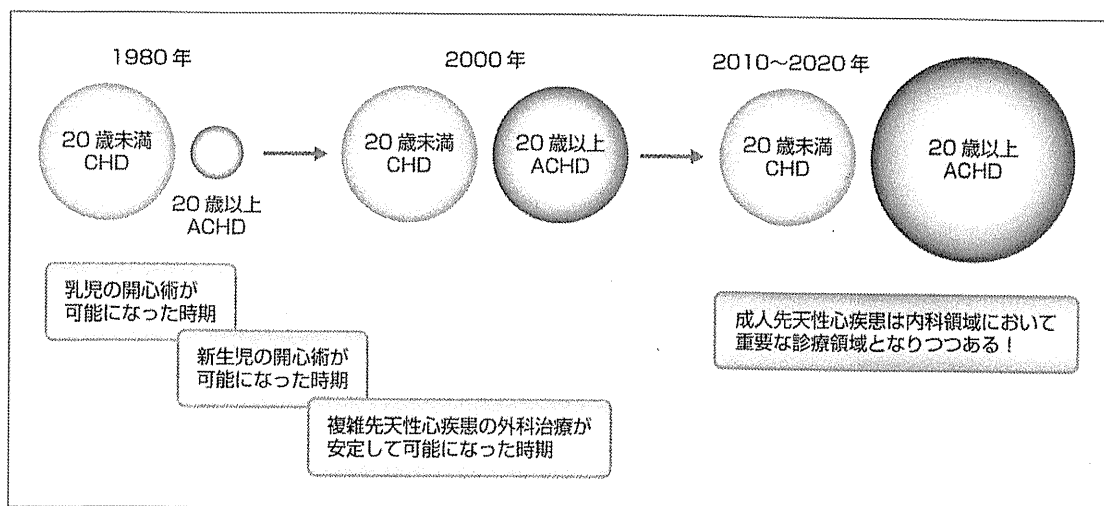 1980年
20歳未満
CHD
20歳以上
ACHD
2000年
20歳未満
CHD
20歳以上
ACHD
2010〜2020年
20歳未満
CHD
20歳以上
ACHD
乳児の開心術が
可能になった時期
新生児の開心術が
可能になった時期
複雑先天性心疾患の外科治療が
安定して可能になった時期
成人先天性心疾患は内科領域において
重要な診療領域となりつつある！